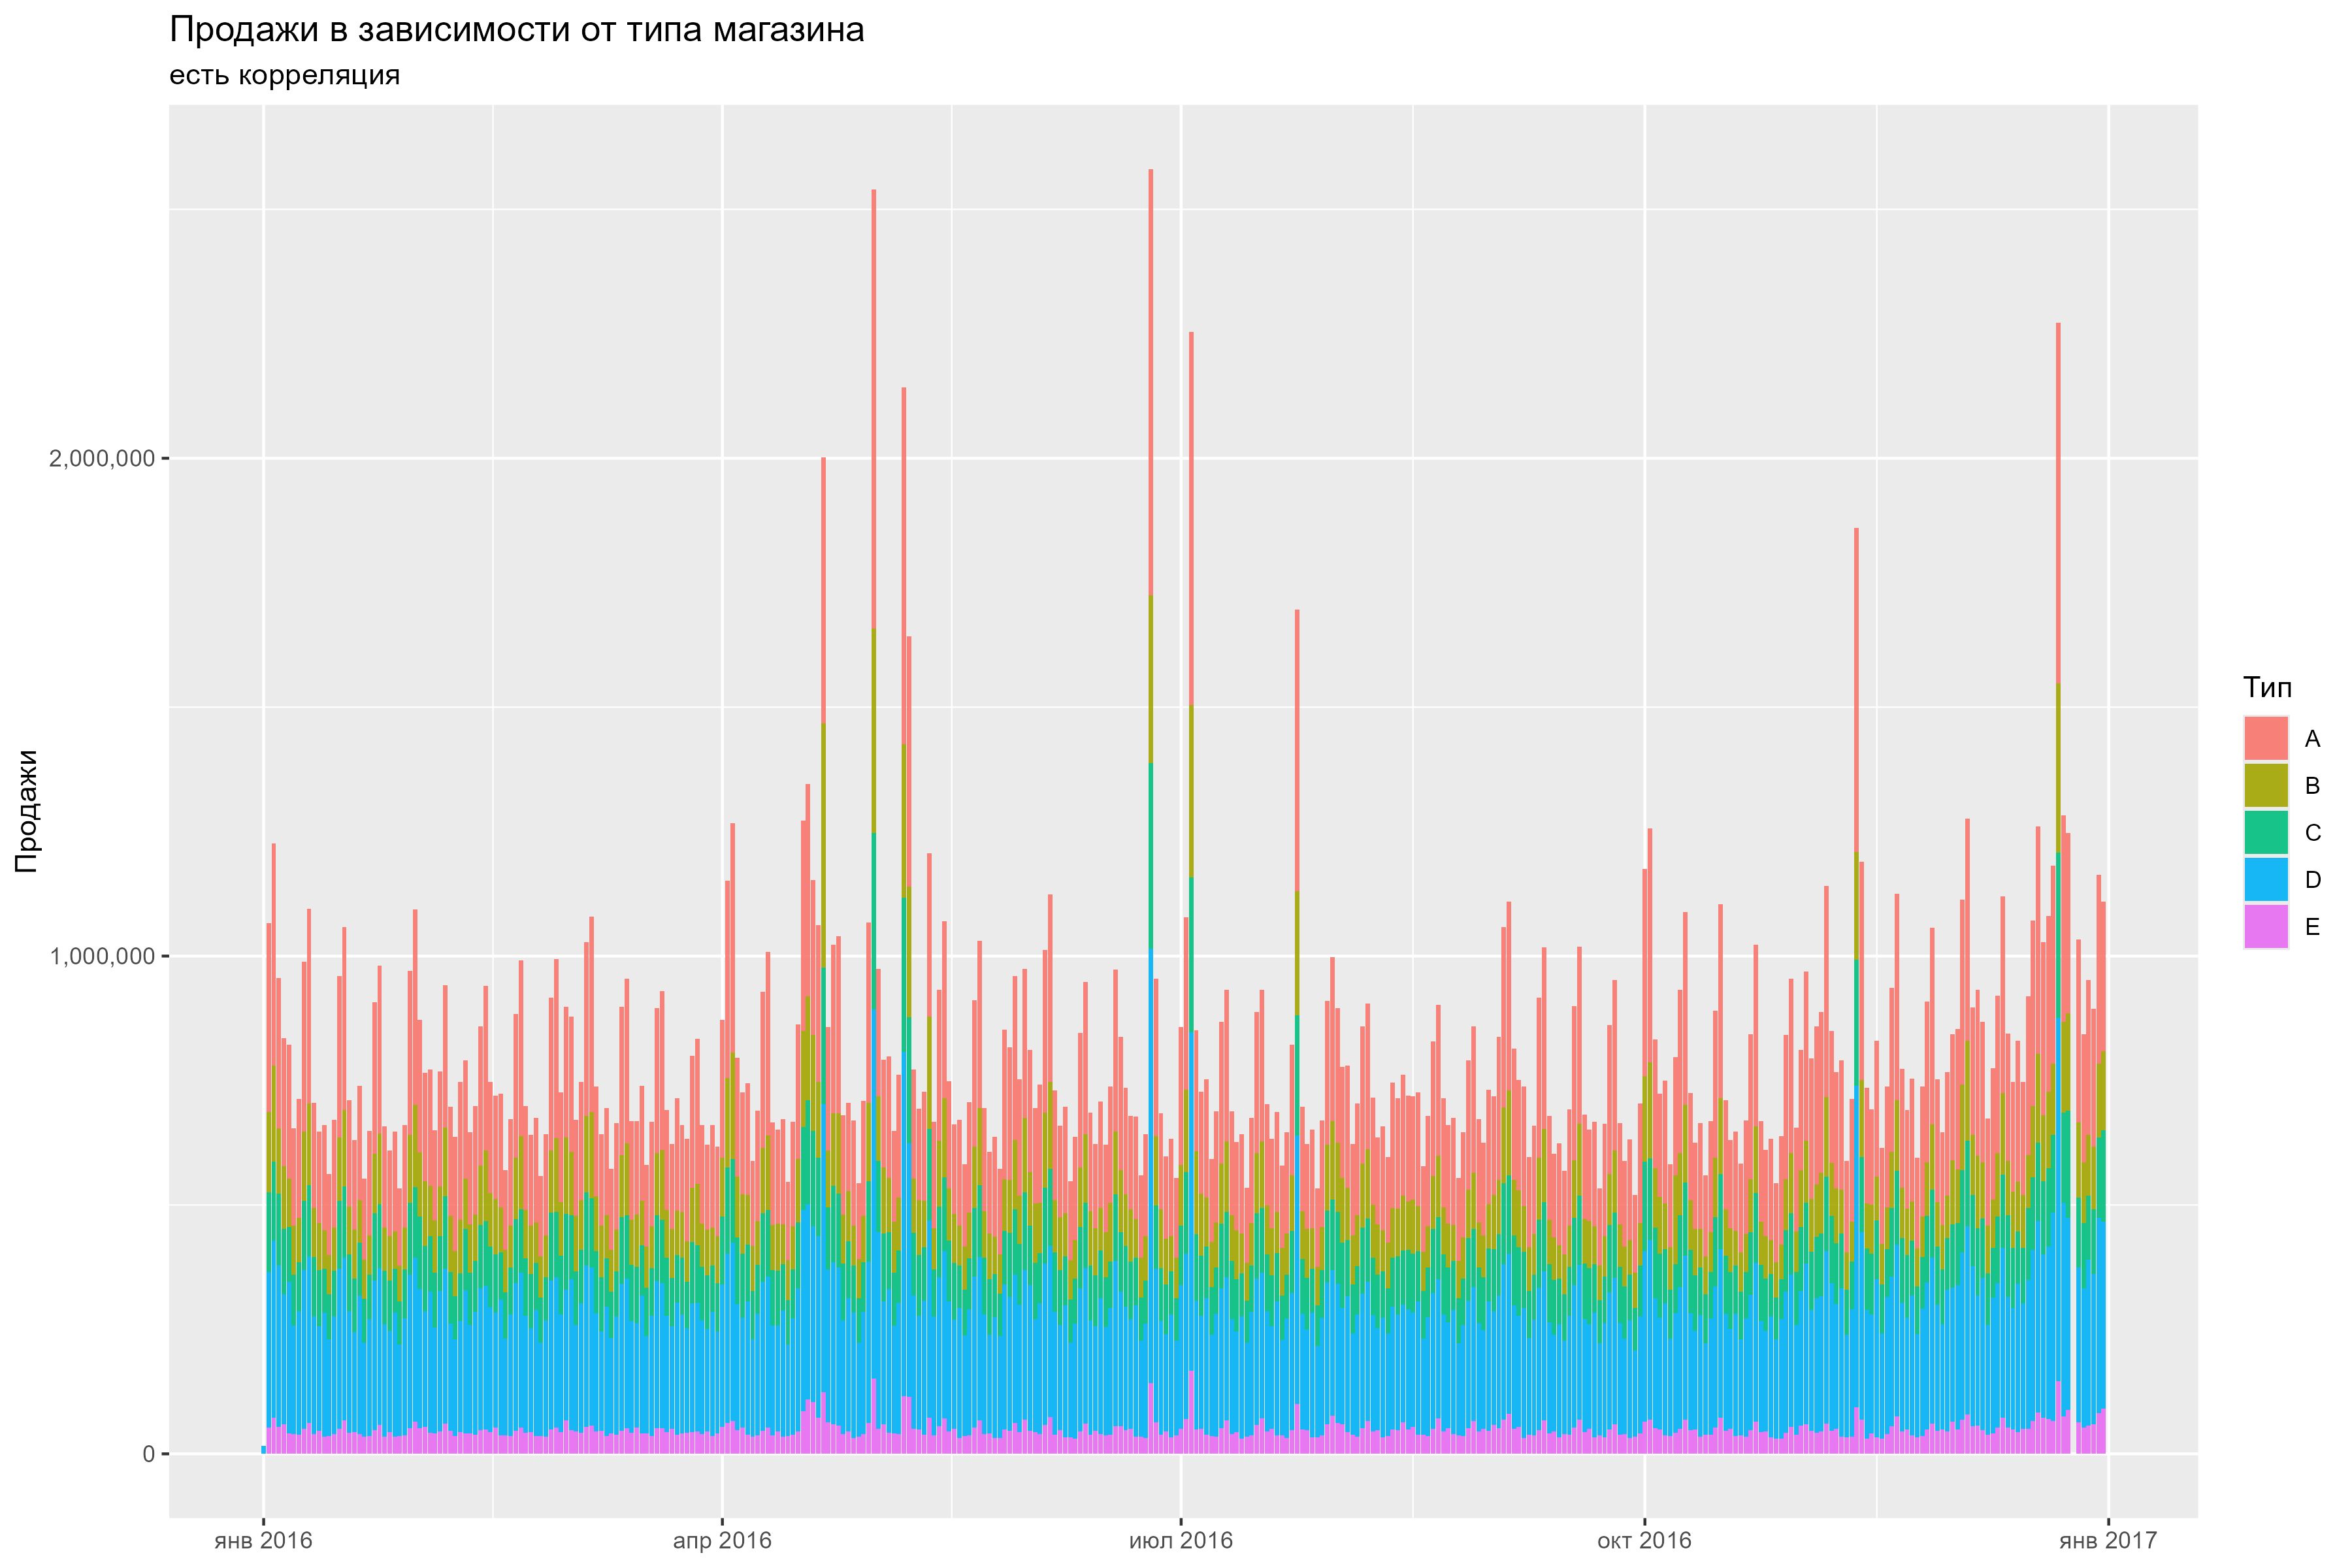 Продажи в зависимости от типа магазина
есть корреляция
Продажи
2,000,000
1,000,000
0
янв 2016
апр 2016
июл 2016
окт 2016
янв 2017
Тип
A
B
C
D
E